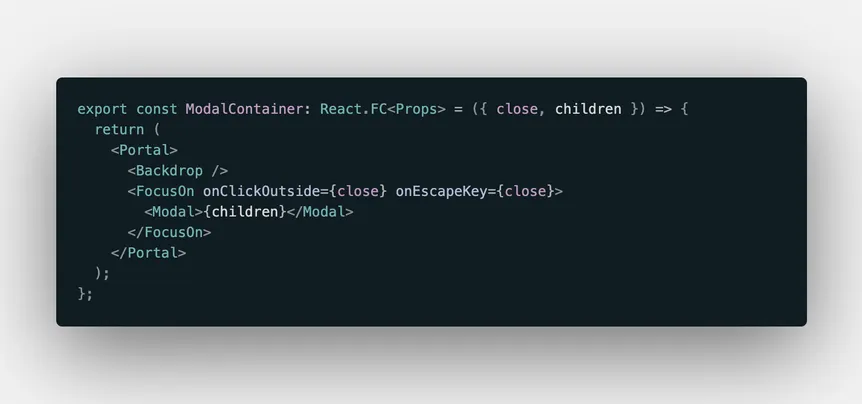 export const ModalContainer: React.FC<Props> = ({ close, children }) => {
  return (
    <Portal>
      <Backdrop />
      <FocusOn onClickOutside={close} onEscapeKey={close}>
        <Modal>{children}</Modal>
      </FocusOn>
    </Portal>
  );
};